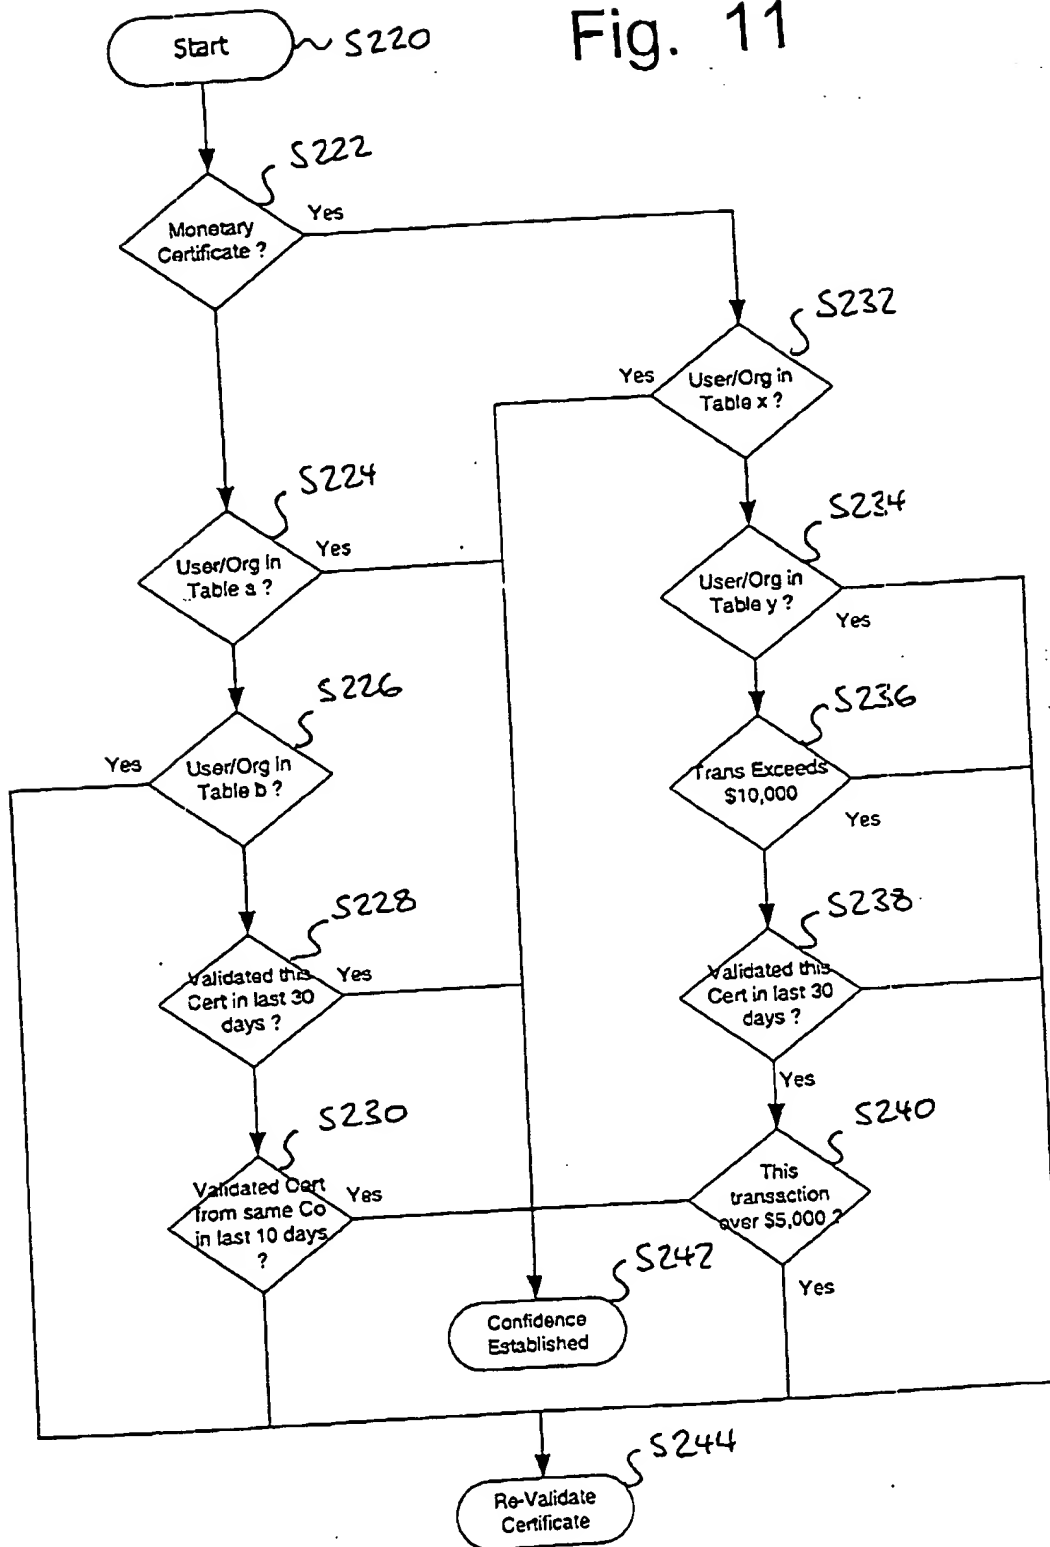 Fig. 11
Start
S220
S222
Monetary
Certificate ?
Yes
S232
User/Org in
Table x ?
Yes
S224
User/Org in
Table a ?
Yes
S234
User/Org in
Table y ?
Yes
S226
User/Org in
Table b ?
Yes
S236
Trans Exceeds
$10,000
Yes
S228
Validated this
Cert in last 30
days ?
Yes
S238
Validated this
Cert in last 30
days ?
Yes
S230
Validated Cert
from same Co
in last 10 days
?
Yes
S240
This
transaction
over $5,000 ?
Yes
S242
Confidence
Established
S244
Re-Validate
Certificate